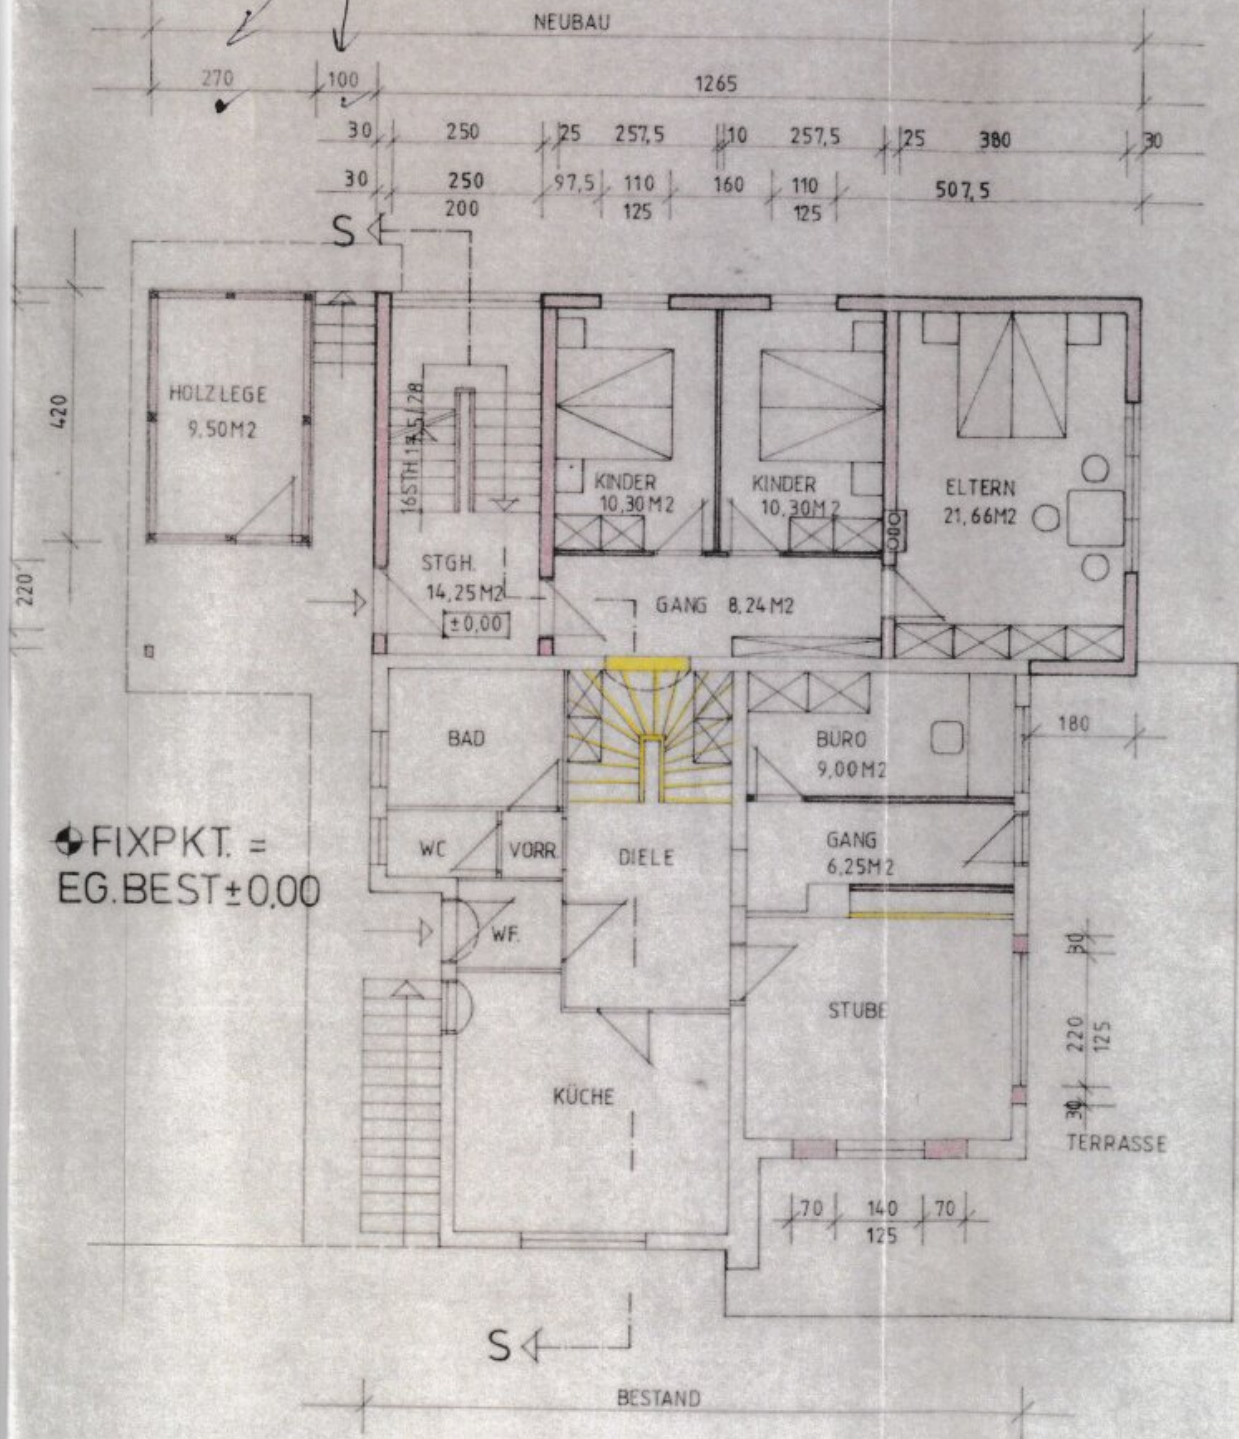 NEUBAU
270 100 1265
30 250 25 257,5 10 257,5 25 380 30
30 250 97,5 110 160 110 507,5
200 125 125
S
420
220
HOLZLEGE
9,50M2
16STH 17,5/28
STGH.
14,25M2
±0,00
KINDER
10,30M2
KINDER
10,30M2
ELTERN
21,66M2
GANG 8,24M2
BAD
BÜRO
9,00M2
180
FIXPKT. =
EG.BEST±0,00
WC
VORR.
DIELE
GANG
6,25M2
WF.
STUBE
30
220
125
30
KÜCHE
TERRASSE
70 140 70
125
S
BESTAND